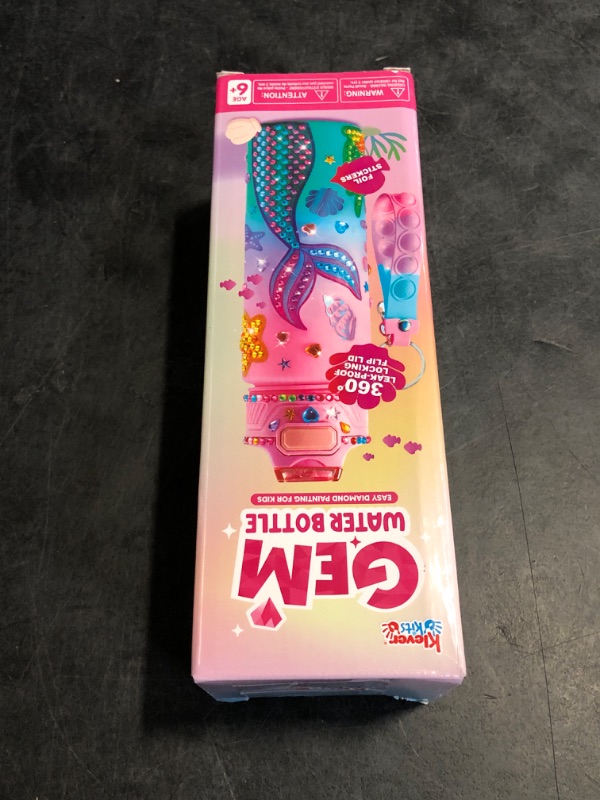 Klever
Kits
GEM
WATER BOTTLE
EASY DIAMOND PAINTING FOR KIDS
360°
LEAK-PROOF
LOCKING
FLIP LID
FOIL
STICKERS
WARNING:
ATTENTION:
AGE
6+